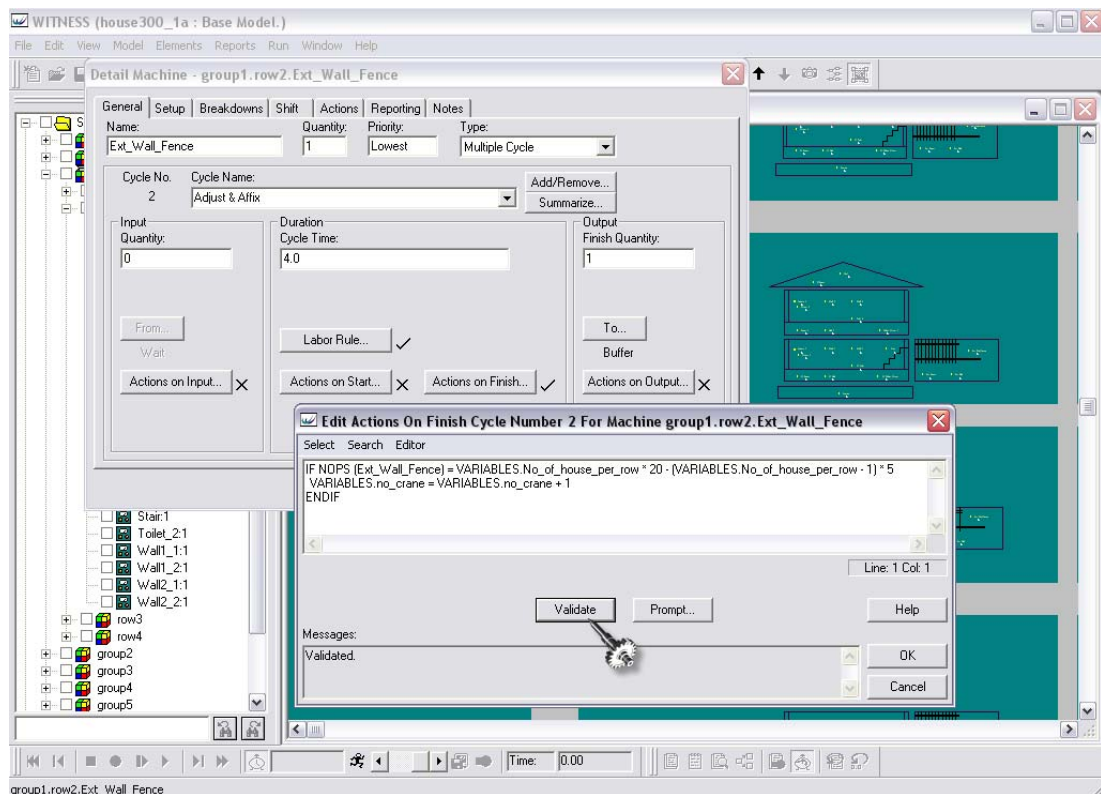 WITNESS (house300_1a : Base Model.)
File Edit View Model Elements Reports Run Window Help
Detail Machine - group1.row2.Ext_Wall_Fence
General Setup Breakdowns Shift Actions Reporting Notes
Name: Quantity: Priority: Type:
Ext_Wall_Fence 1 Lowest Multiple Cycle
Cycle No. Cycle Name:
2 Adjust & Affix
Add/Remove...
Summarize...
Input Duration Output
Quantity: Cycle Time: Finish Quantity:
0 4.0 1
From... Labor Rule... To...
Wait Buffer
Actions on Input... Actions on Start... Actions on Finish... Actions on Output...
Edit Actions On Finish Cycle Number 2 For Machine group1.row2.Ext_Wall_Fence
Select Search Editor
IF NOPS (Ext_Wall_Fence) = VARIABLES.No_of_house_per_row * 20 - (VARIABLES.No_of_house_per_row - 1) * 5
VARIABLES.no_crane = VARIABLES.no_crane + 1
ENDIF
Line: 1 Col: 1
Validate Prompt... Help
Messages:
Validated.
OK
Cancel
S
Stair:1
Toilet_2:1
Wall1_1:1
Wall1_2:1
Wall2_1:1
Wall2_2:1
row3
row4
group2
group3
group4
group5
Time: 0.00
group1.row2.Ext_Wall_Fence